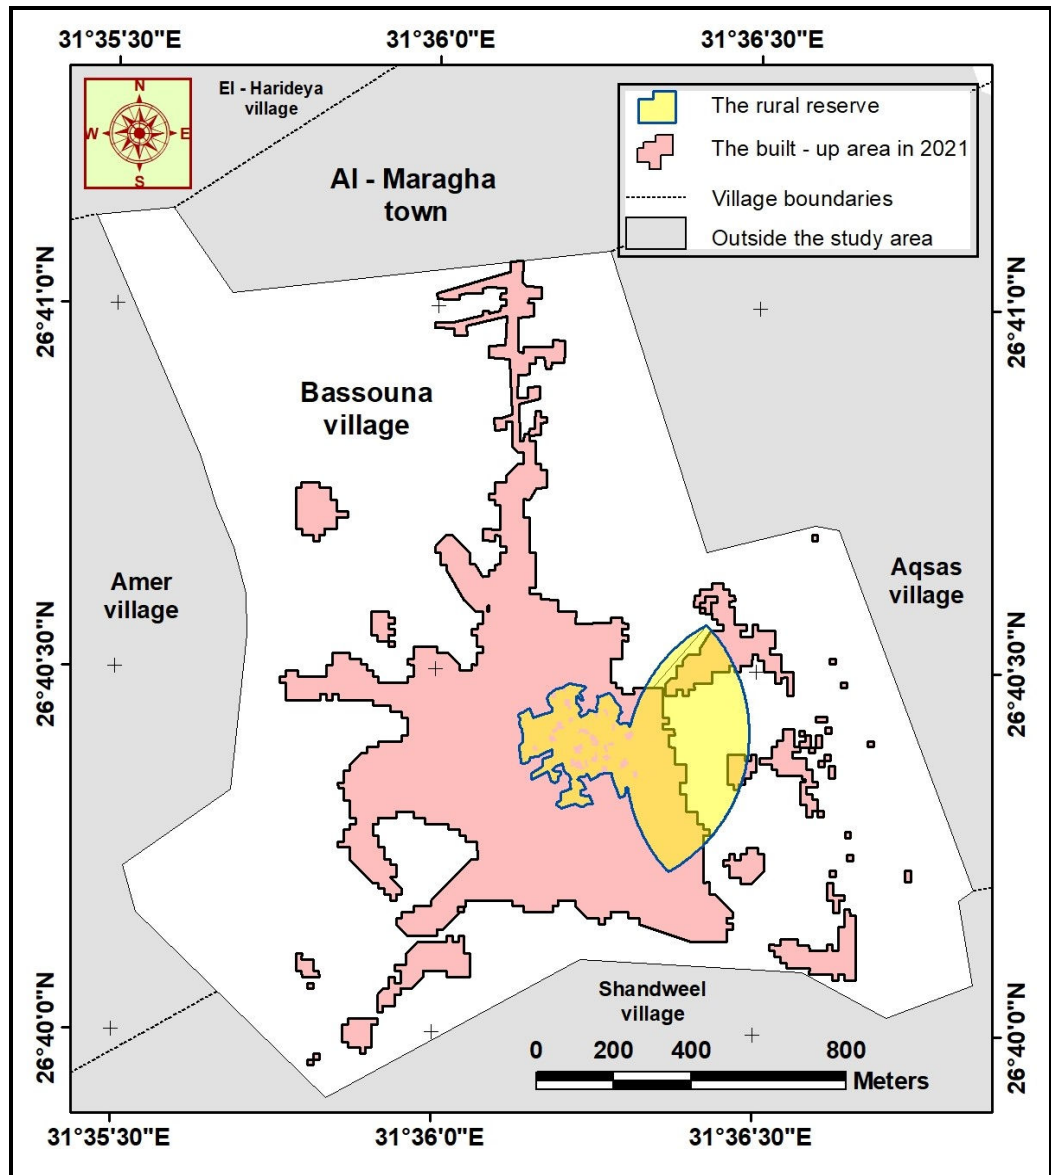 31°35'30"E
31°36'0"E
31°36'30"E
N
W
E
S
El - Harideya
village
The rural reserve
The built - up area in 2021
Village boundaries
Outside the study area
Al - Maragha
town
26°41'0"N
26°41'0"N
Bassouna
village
Amer
village
Aqsas
village
26°40'30"N
26°40'30"N
Shandweel
village
26°40'0"N
26°40'0"N
0 200 400 800
Meters
31°35'30"E
31°36'0"E
31°36'30"E